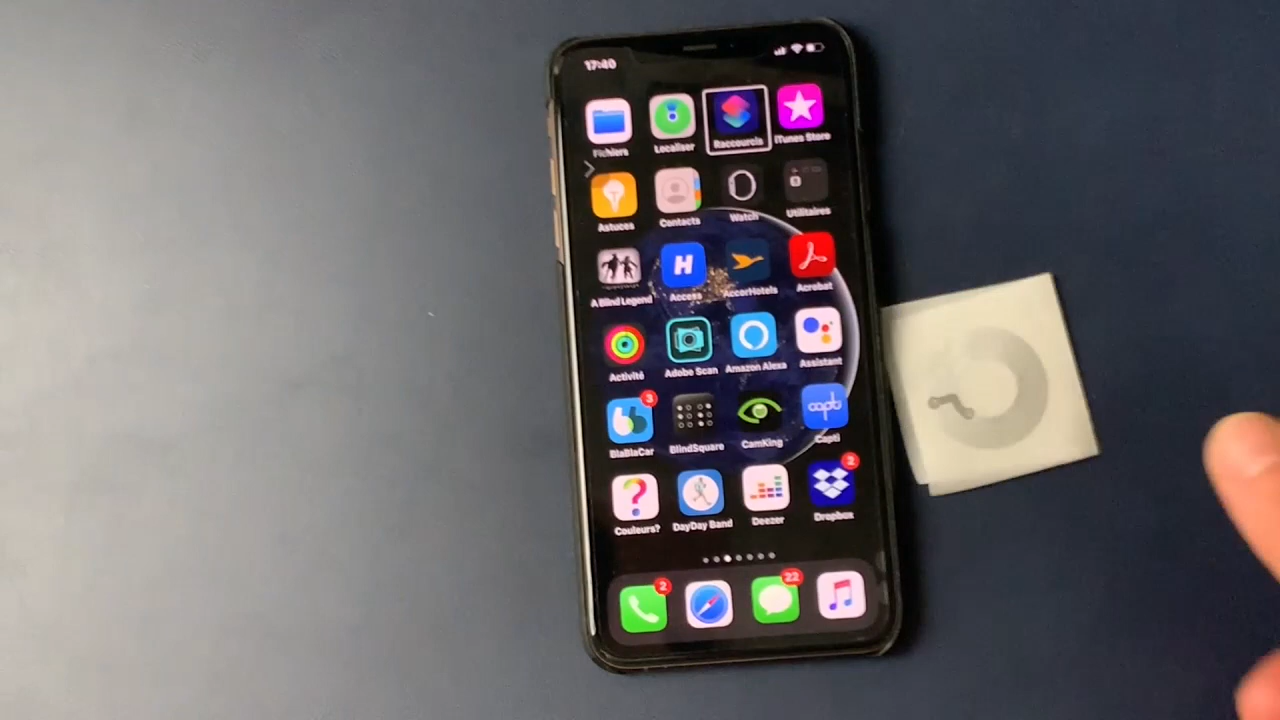 17:40
Fichiers Localiser Raccourcis iTunes Store
Astuces Contacts Watch Utilitaires
A Blind Legend Access AccorHotels Acrobat
H
Activité Adobe Scan Amazon Alexa Assistant
3
BlaBlaCar BlindSquare CamKing Capti
capti
2
Couleurs? DayDay Band Deezer Dropbox
2 22